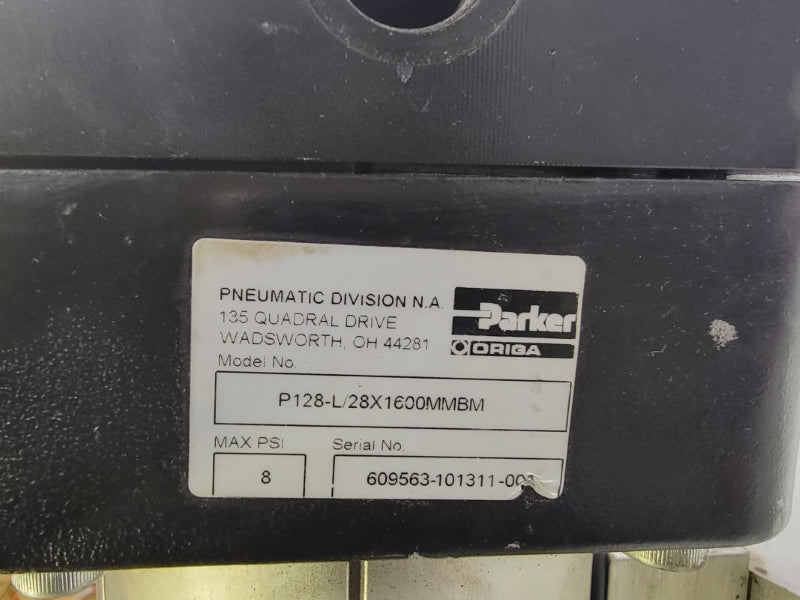 PNEUMATIC DIVISION N.A.
135 QUADRAL DRIVE
WADSWORTH, OH 44281
Parker
ORIGA
Model No.
P128-L/28X1600MMBM
MAX PSI
Serial No.
8
609563-101311-001